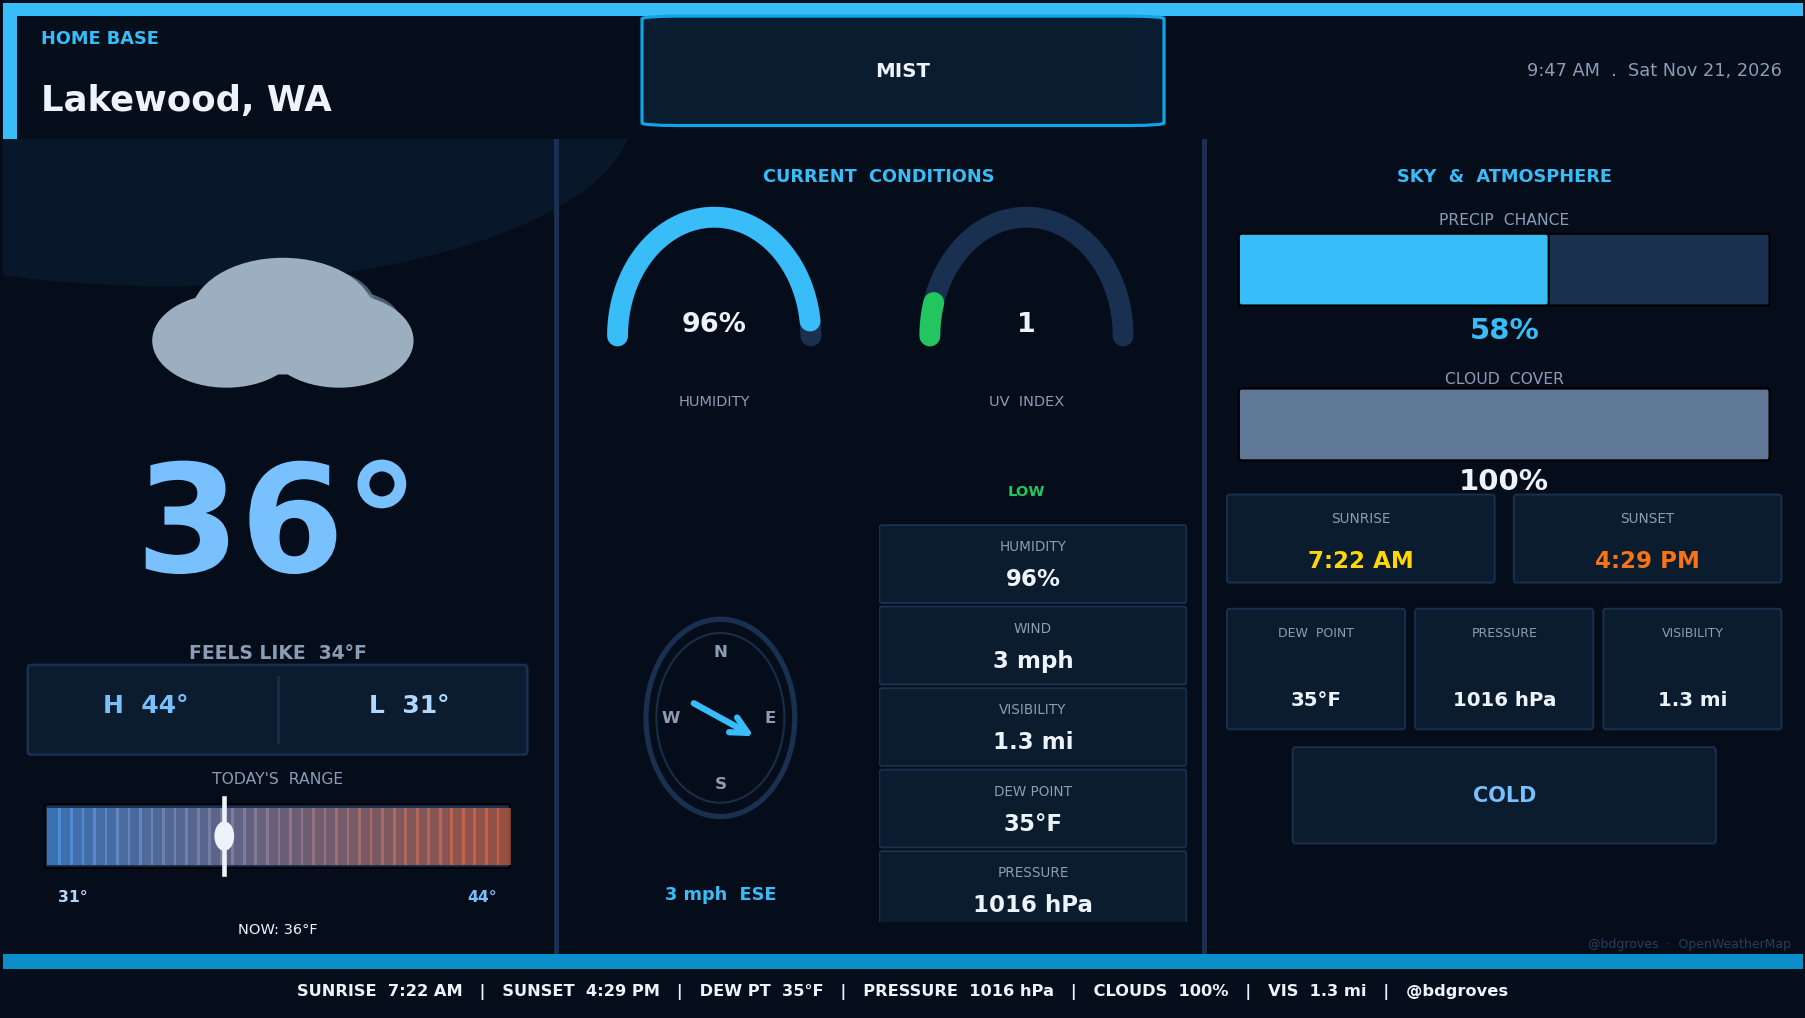 HOME BASE
Lakewood, WA
MIST
9:47 AM . Sat Nov 21, 2026
36°
FEELS LIKE 34°F
H 44°
L 31°
TODAY'S RANGE
31°
44°
NOW: 36°F
CURRENT CONDITIONS
96%
HUMIDITY
1
UV INDEX
LOW
N
W
E
S
3 mph ESE
HUMIDITY
96%
WIND
3 mph
VISIBILITY
1.3 mi
DEW POINT
35°F
PRESSURE
1016 hPa
SKY & ATMOSPHERE
PRECIP CHANCE
58%
CLOUD COVER
100%
SUNRISE
7:22 AM
SUNSET
4:29 PM
DEW POINT
35°F
PRESSURE
1016 hPa
VISIBILITY
1.3 mi
COLD
@bdgroves · OpenWeatherMap
SUNRISE 7:22 AM | SUNSET 4:29 PM | DEW PT 35°F | PRESSURE 1016 hPa | CLOUDS 100% | VIS 1.3 mi | @bdgroves